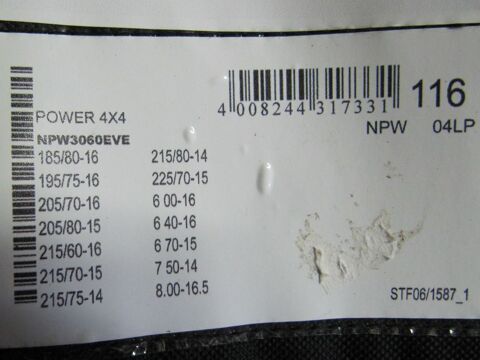 116
4 008244 317331
POWER 4X4
NPW 04LP
NPW3060EVE
185/80-16 215/80-14
195/75-16 225/70-15
205/70-16 6 00-16
205/80-15 6 40-16
215/60-16 6 70-15
215/70-15 7 50-14
215/75-14 8.00-16.5
STF06/1587_1